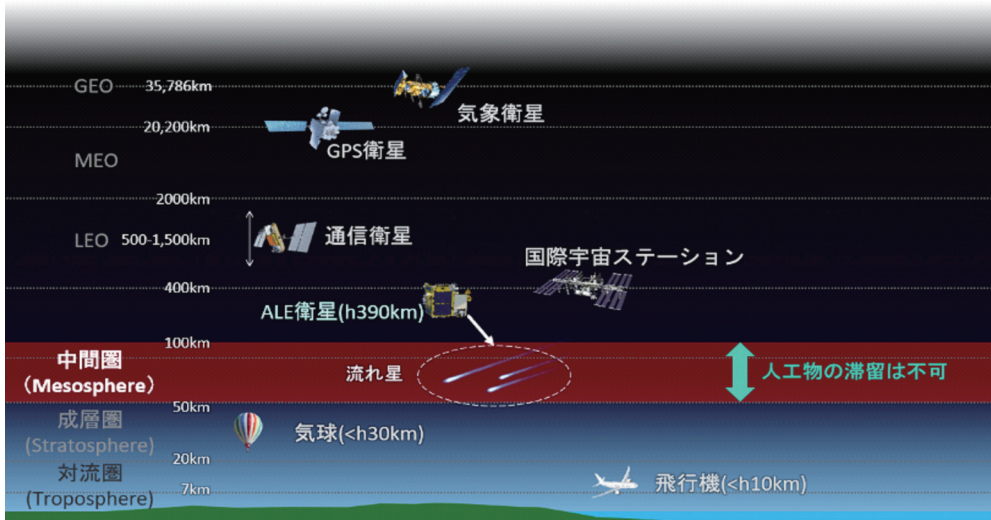 GEO 35,786km
気象衛星
20,200km
GPS衛星
MEO
2000km
LEO 500-1,500km
通信衛星
国際宇宙ステーション
400km
ALE衛星(h390km)
100km
中間圏
(Mesosphere)
流れ星
人工物の滞留は不可
50km
成層圏
(Stratosphere)
気球(<h30km)
20km
対流圏
(Troposphere)
7km
飛行機(<h10km)